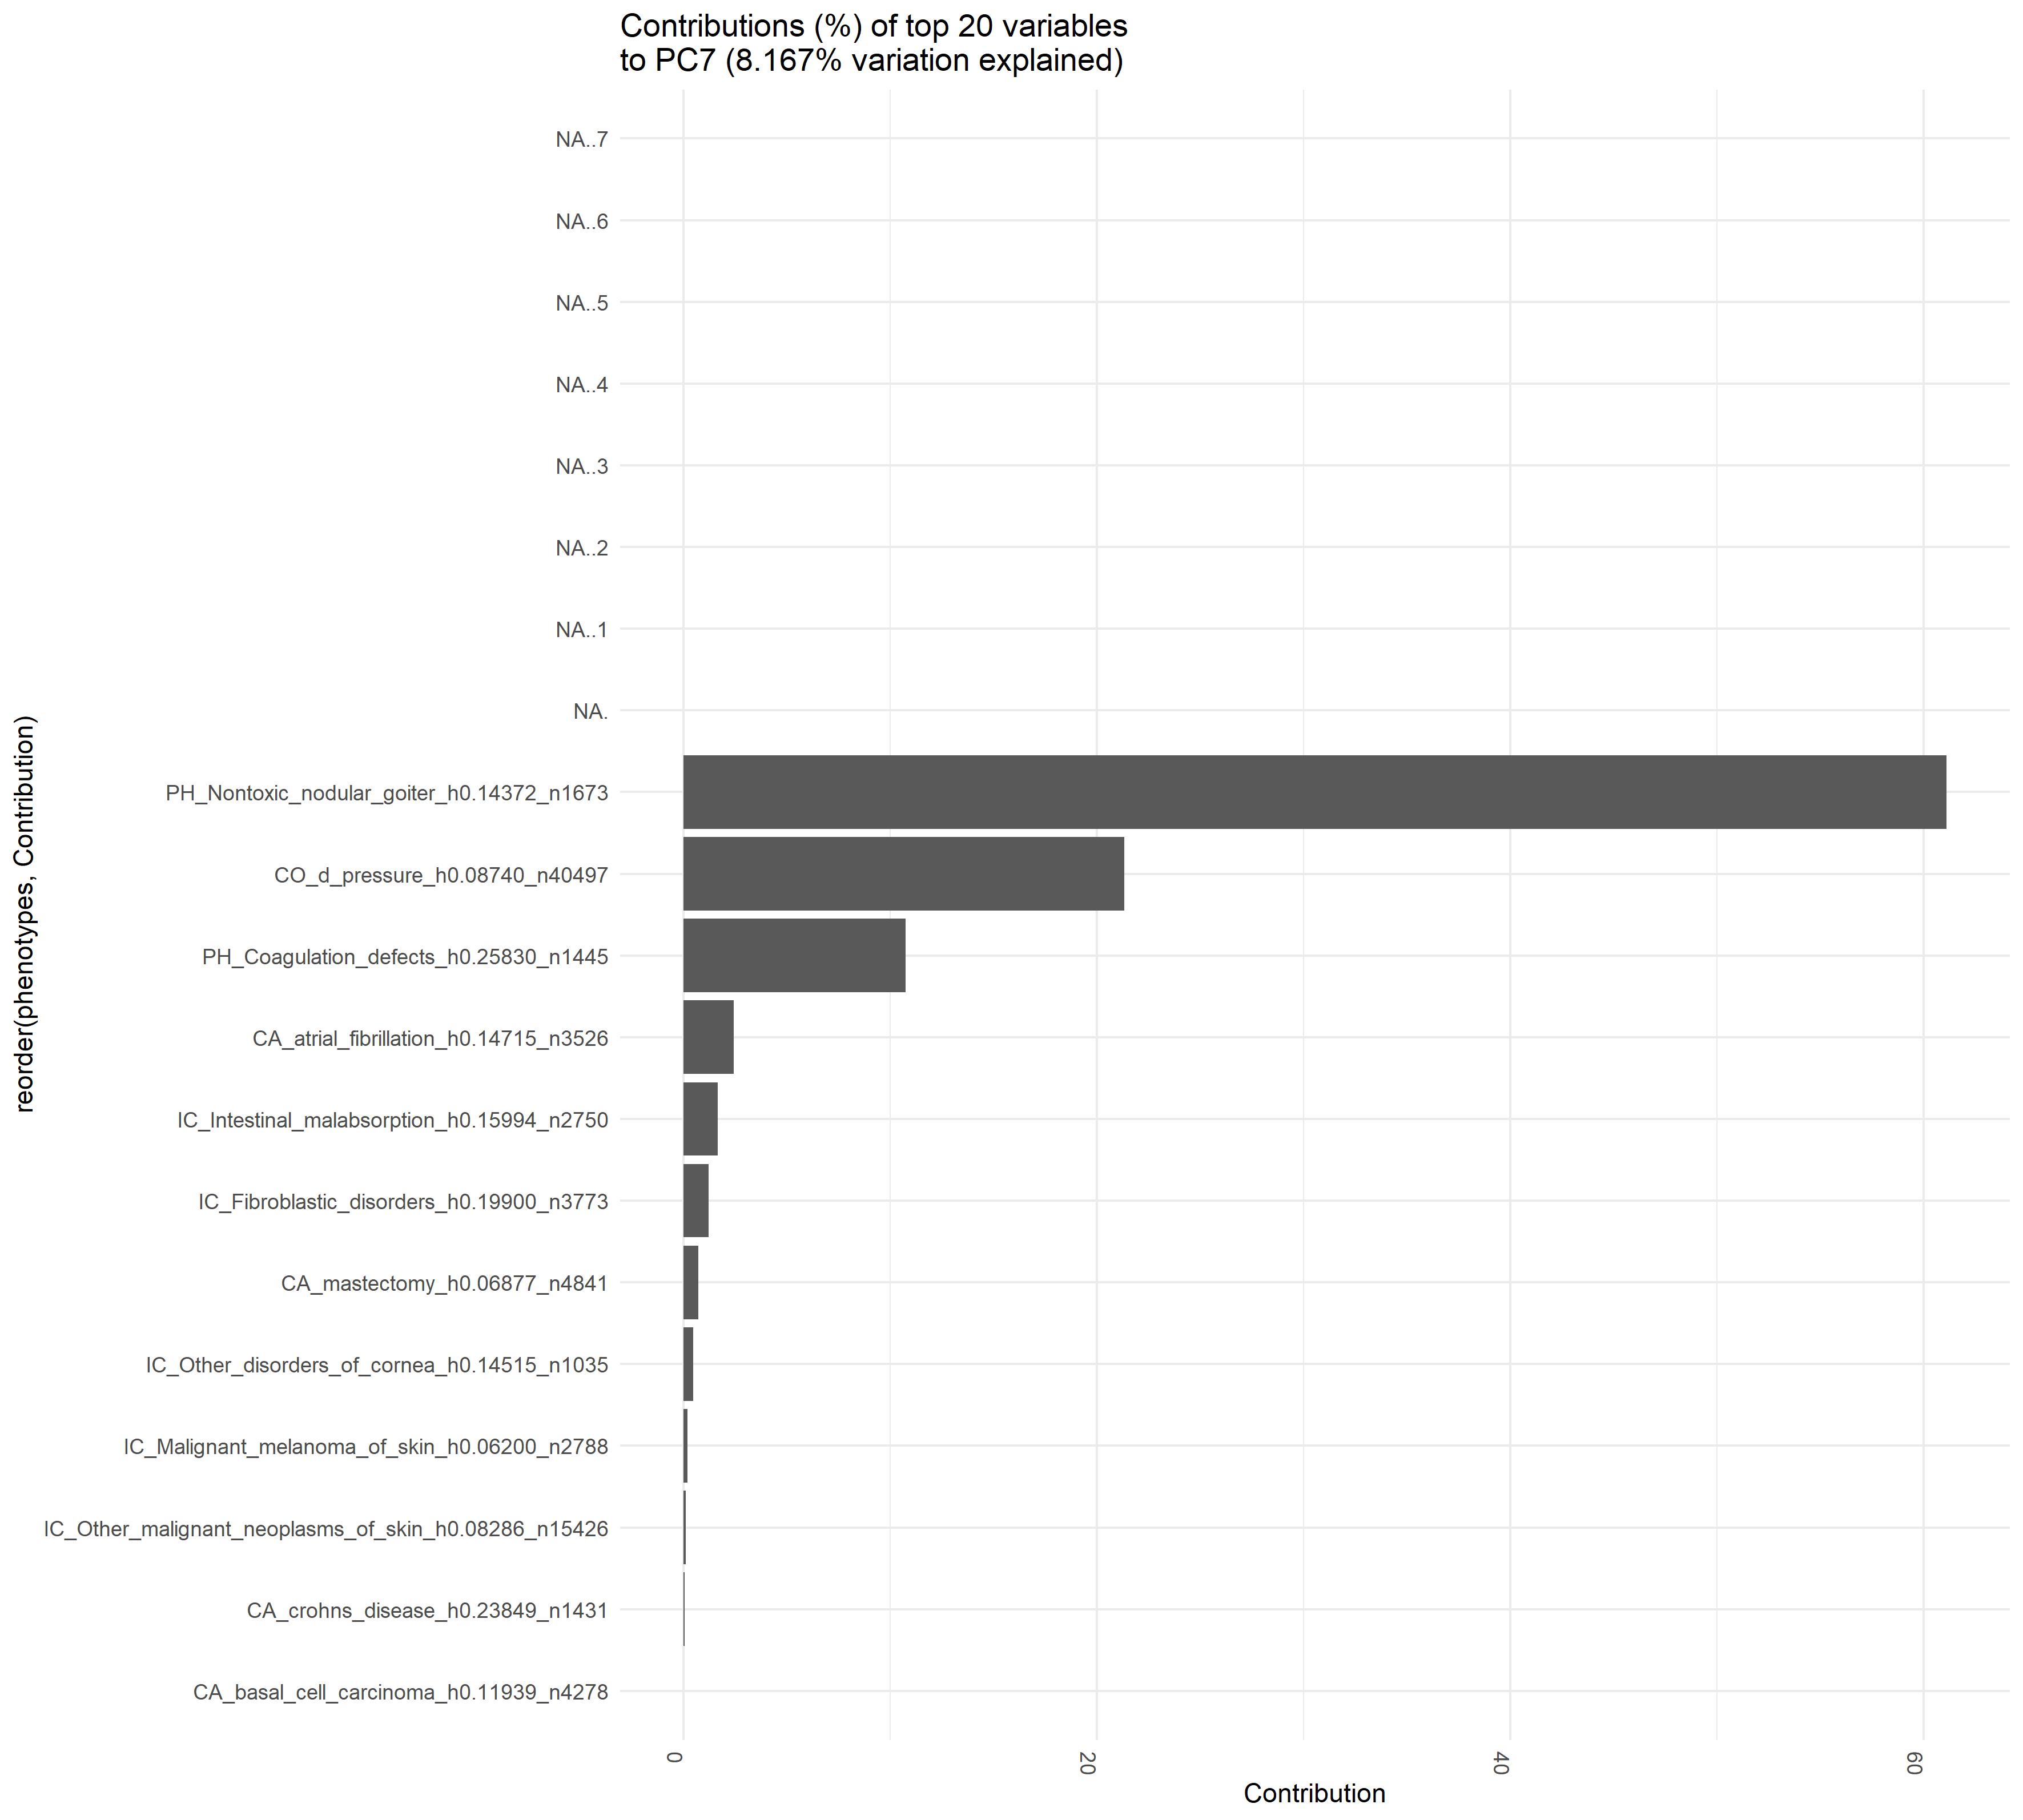 Contributions (%) of top 20 variables
to PC7 (8.167% variation explained)
NA..7
NA..6
NA..5
NA..4
NA..3
NA..2
NA..1
NA.
PH_Nontoxic_nodular_goiter_h0.14372_n1673
CO_d_pressure_h0.08740_n40497
PH_Coagulation_defects_h0.25830_n1445
CA_atrial_fibrillation_h0.14715_n3526
IC_Intestinal_malabsorption_h0.15994_n2750
IC_Fibroblastic_disorders_h0.19900_n3773
CA_mastectomy_h0.06877_n4841
IC_Other_disorders_of_cornea_h0.14515_n1035
IC_Malignant_melanoma_of_skin_h0.06200_n2788
IC_Other_malignant_neoplasms_of_skin_h0.08286_n15426
CA_crohns_disease_h0.23849_n1431
CA_basal_cell_carcinoma_h0.11939_n4278
reorder(phenotypes, Contribution)
0
20
40
60
Contribution